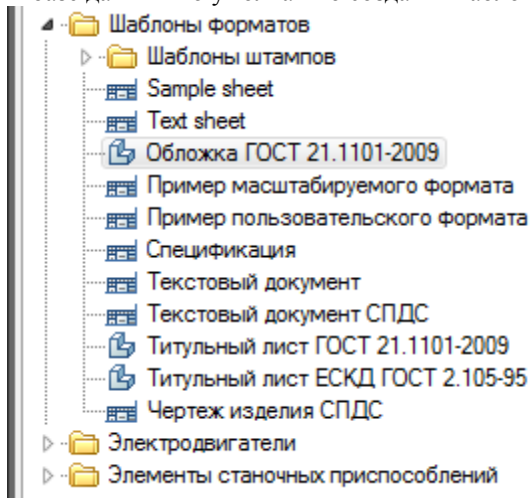 Шаблоны форматов
Шаблоны штампов
Sample sheet
Text sheet
Обложка ГОСТ 21.1101-2009
Пример масштабируемого формата
Пример пользовательского формата
Спецификация
Текстовый документ
Текстовый документ СПДС
Титульный лист ГОСТ 21.1101-2009
Титульный лист ЕСКД ГОСТ 2.105-95
Чертеж изделия СПДС
Электродвигатели
Элементы станочных приспособлений